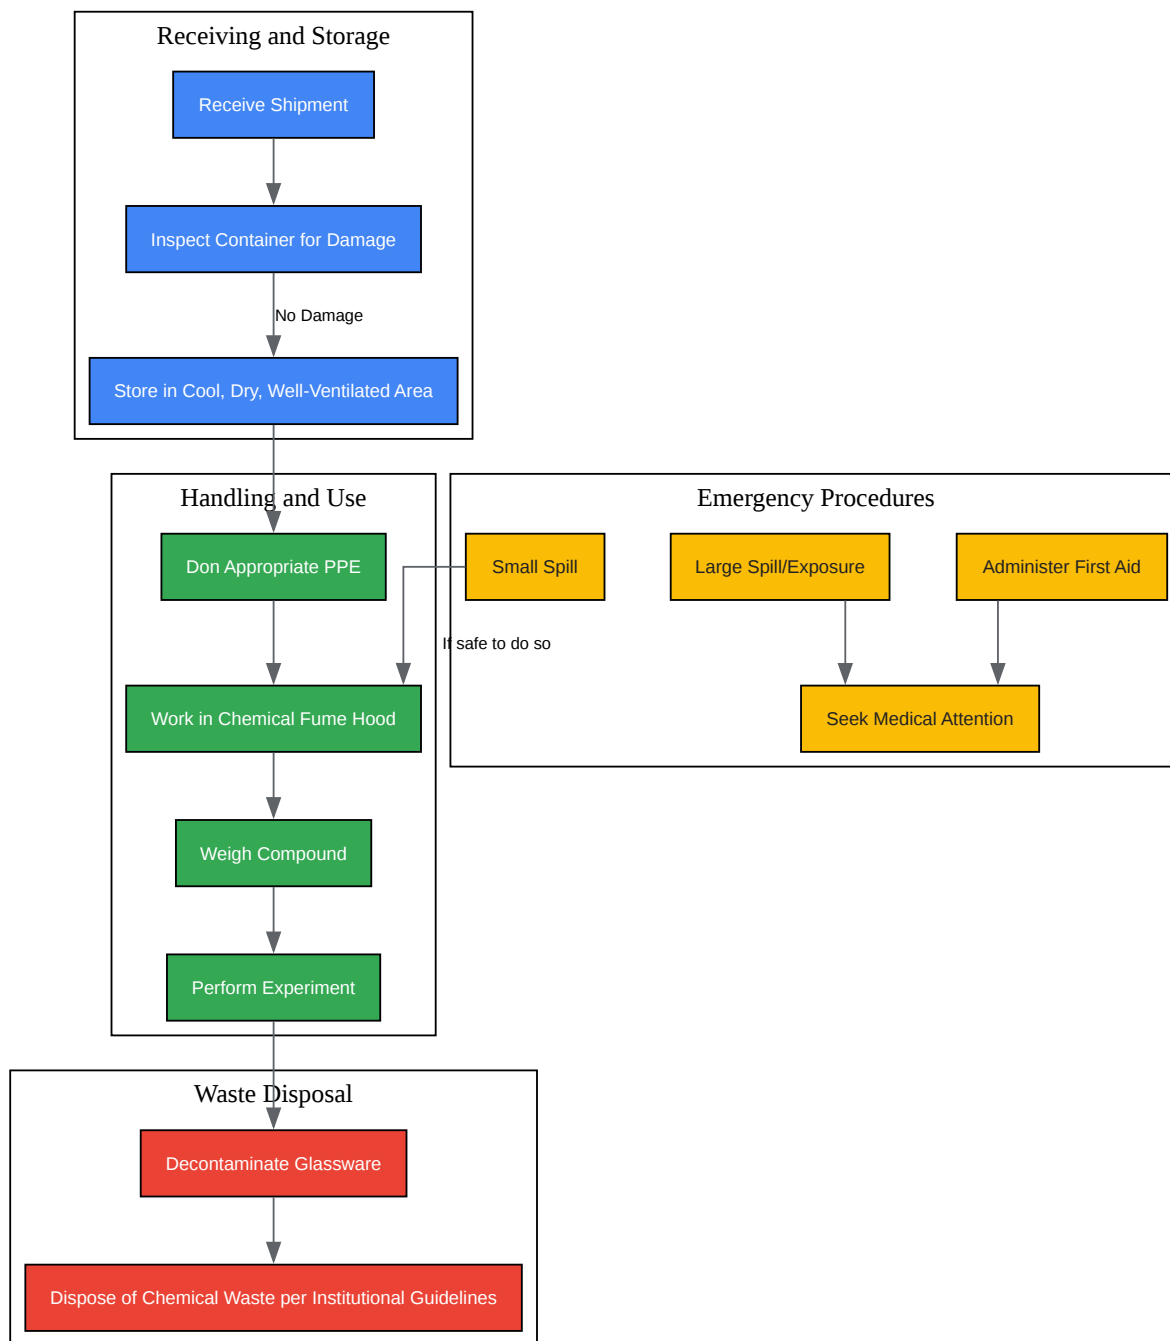 Receiving and Storage
Receive Shipment
Inspect Container for Damage
No Damage
Store in Cool, Dry, Well-Ventilated Area
Handling and Use
Don Appropriate PPE
Work in Chemical Fume Hood
Weigh Compound
Perform Experiment
Emergency Procedures
Small Spill
Large Spill/Exposure
Administer First Aid
If safe to do so
Seek Medical Attention
Waste Disposal
Decontaminate Glassware
Dispose of Chemical Waste per Institutional Guidelines